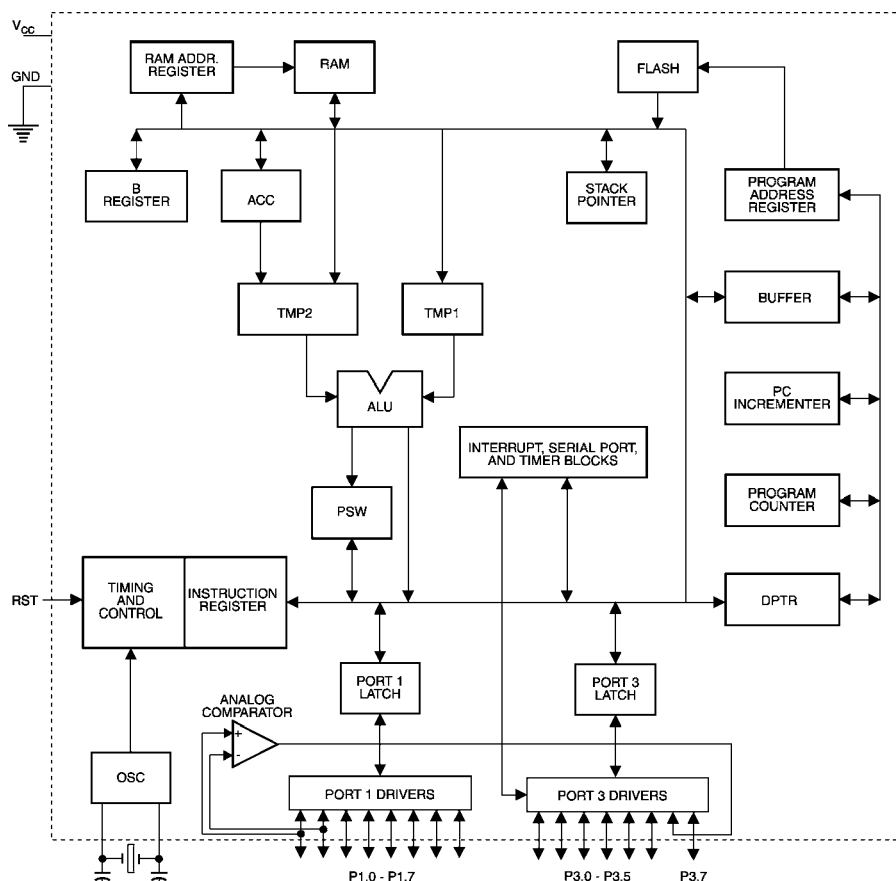 VCC
GND
RAM ADDR.
REGISTER
RAM
FLASH
B
REGISTER
ACC
STACK
POINTER
PROGRAM
ADDRESS
REGISTER
TMP2
TMP1
BUFFER
ALU
PC
INCREMENTER
INTERRUPT, SERIAL PORT,
AND TIMER BLOCKS
PSW
PROGRAM
COUNTER
RST
TIMING
AND
CONTROL
INSTRUCTION
REGISTER
DPTR
PORT 1
LATCH
PORT 3
LATCH
ANALOG
COMPARATOR
+
-
OSC
PORT 1 DRIVERS
PORT 3 DRIVERS
P1.0 - P1.7
P3.0 - P3.5
P3.7